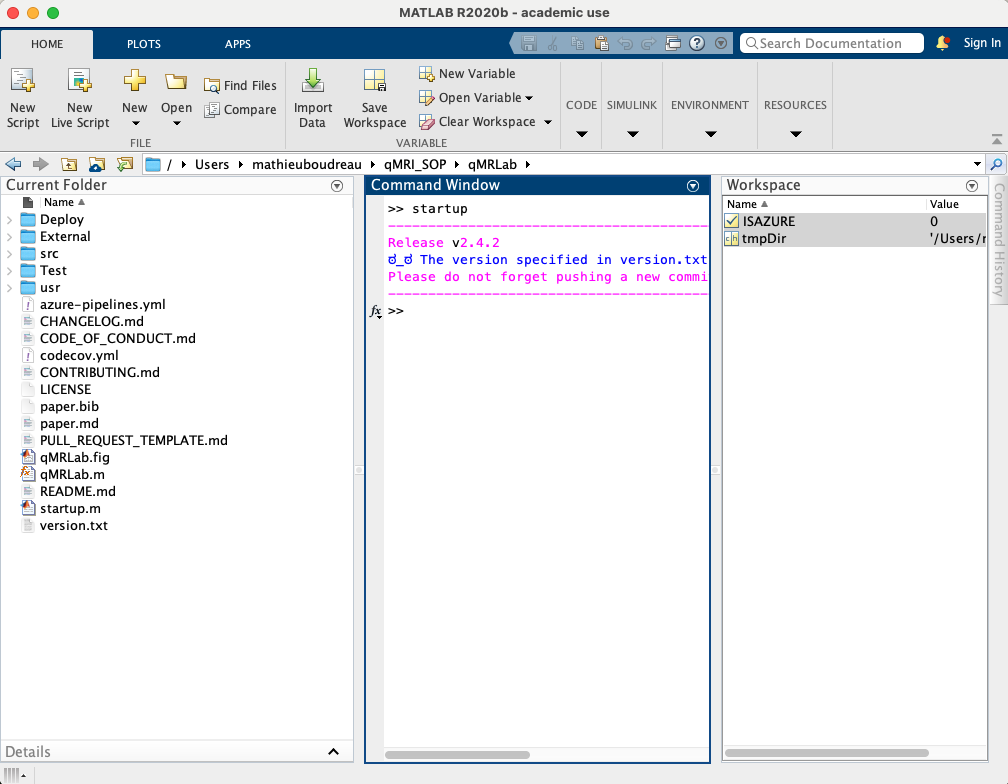 MATLAB R2020b - academic use
HOME PLOTS APPS Search Documentation Sign In
New Script
New Live Script
New
Open
Find Files
Compare
FILE
Import Data
Save Workspace
New Variable
Open Variable
Clear Workspace
VARIABLE
CODE
SIMULINK
ENVIRONMENT
RESOURCES
/ Users mathieuboudreau qMRI_SOP qMRLab
Current Folder
Name
Deploy
External
src
Test
usr
azure-pipelines.yml
CHANGELOG.md
CODE_OF_CONDUCT.md
codecov.yml
CONTRIBUTING.md
LICENSE
paper.bib
paper.md
PULL_REQUEST_TEMPLATE.md
qMRLab.fig
qMRLab.m
README.md
startup.m
version.txt
Details
Command Window
>> startup
----------------------------------------
Release v2.4.2
ಠ_ಠ The version specified in version.txt
Please do not forget pushing a new commi
----------------------------------------
fx >>
Workspace
Name Value
ISAZURE 0
ch tmpDir '/Users/r
Command History